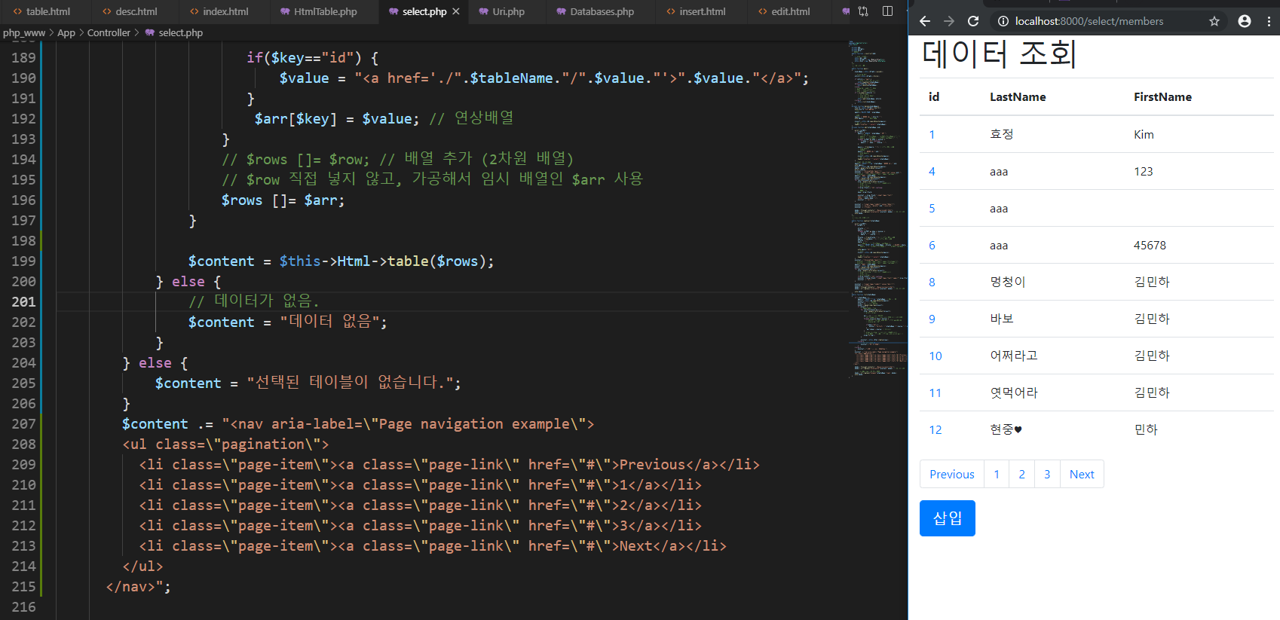 table.html desc.html index.html HtmlTable.php select.php Uri.php Databases.php insert.html edit.html
php_www > App > Controller > select.php
189 if($key=="id") {
190 $value = "<a href='./".$tableName."/".$value."'>".$value."</a>";
191 }
192 $arr[$key] = $value; // 연상배열
193 }
194 // $rows []= $row; // 배열 추가 (2차원 배열)
195 // $row 직접 넣지 않고, 가공해서 임시 배열인 $arr 사용
196 $rows []= $arr;
197 }
198
199 $content = $this->Html->table($rows);
200 } else {
201 // 데이터가 없음.
202 $content = "데이터 없음";
203 }
204 } else {
205 $content = "선택된 테이블이 없습니다.";
206 }
207 $content .= "<nav aria-label=\"Page navigation example\">
208 <ul class=\"pagination\">
209 <li class=\"page-item\"><a class=\"page-link\" href=\"#\">Previous</a></li>
210 <li class=\"page-item\"><a class=\"page-link\" href=\"#\">1</a></li>
211 <li class=\"page-item\"><a class=\"page-link\" href=\"#\">2</a></li>
212 <li class=\"page-item\"><a class=\"page-link\" href=\"#\">3</a></li>
213 <li class=\"page-item\"><a class=\"page-link\" href=\"#\">Next</a></li>
214 </ul>
215 </nav>";
216
localhost:8000/select/members
데이터 조회
id LastName FirstName
1 효정 Kim
4 aaa 123
5 aaa
6 aaa 45678
8 멍청이 김민하
9 바보 김민하
10 어쩌라고 김민하
11 엿먹어라 김민하
12 현중♥ 민하
Previous 1 2 3 Next
삽입